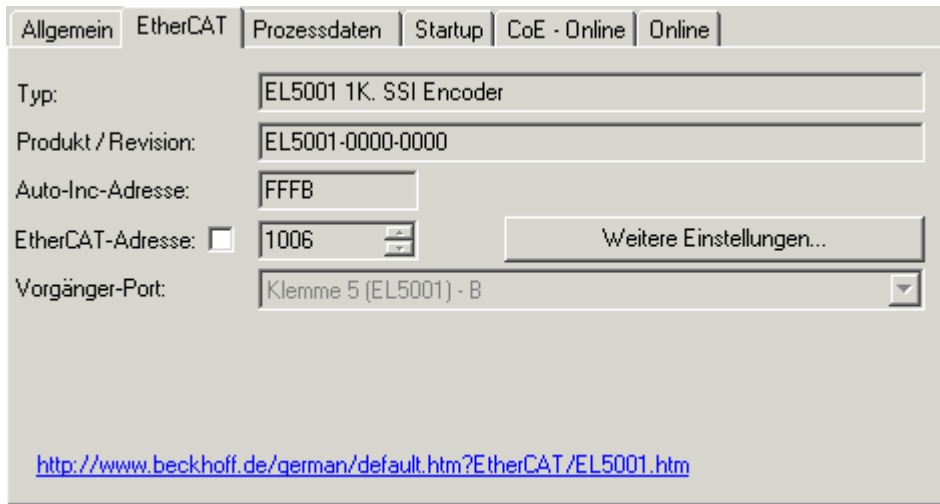 Allgemein EtherCAT Prozessdaten Startup CoE - Online Online
Typ: EL5001 1K. SSI Encoder
Produkt / Revision: EL5001-0000-0000
Auto-Inc-Adresse: FFFB
EtherCAT-Adresse: 1006 Weitere Einstellungen...
Vorgänger-Port: Klemme 5 (EL5001) - B
http://www.beckhoff.de/german/default.htm?EtherCAT/EL5001.htm